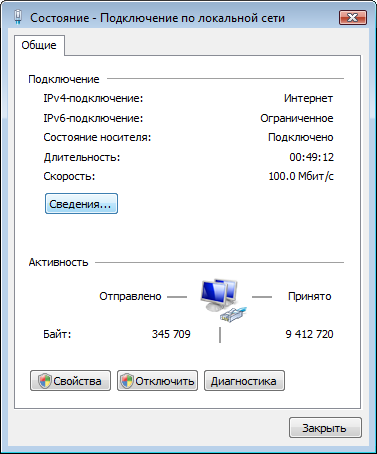 Состояние - Подключение по локальной сети
Общие
Подключение
IPv4-подключение: Интернет
IPv6-подключение: Ограниченное
Состояние носителя: Подключено
Длительность: 00:49:12
Скорость: 100.0 Мбит/с
Сведения...
Активность
Отправлено — — Принято
Байт: 345 709 | 9 412 720
Свойства Отключить Диагностика
Закрыть